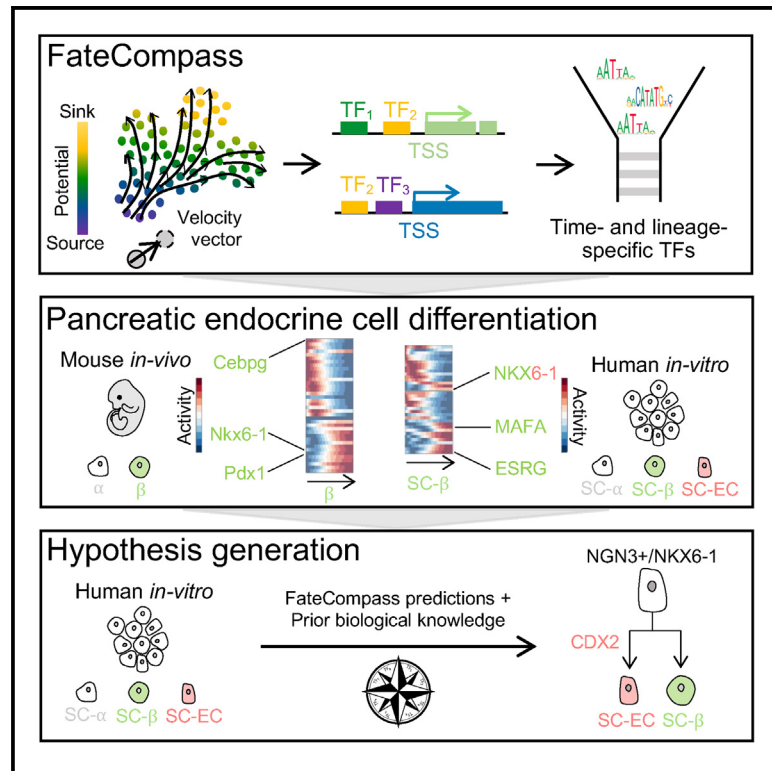 FateCompass
Sink
Potential
Source
Velocity
vector
TF1 TF2
TSS
TF2 TF3
TSS
AATTA
CATATG
AATTA
Time- and lineage-
specific TFs
Pancreatic endocrine cell differentiation
Mouse in-vivo
α β
Activity
Cebpg
Nkx6-1
Pdx1
β
NKX6-1
MAFA
ESRG
SC-β
Activity
Human in-vitro
SC-α SC-β SC-EC
Hypothesis generation
Human in-vitro
SC-α SC-β SC-EC
FateCompass predictions +
Prior biological knowledge
NGN3+/NKX6-1
CDX2
SC-EC SC-β